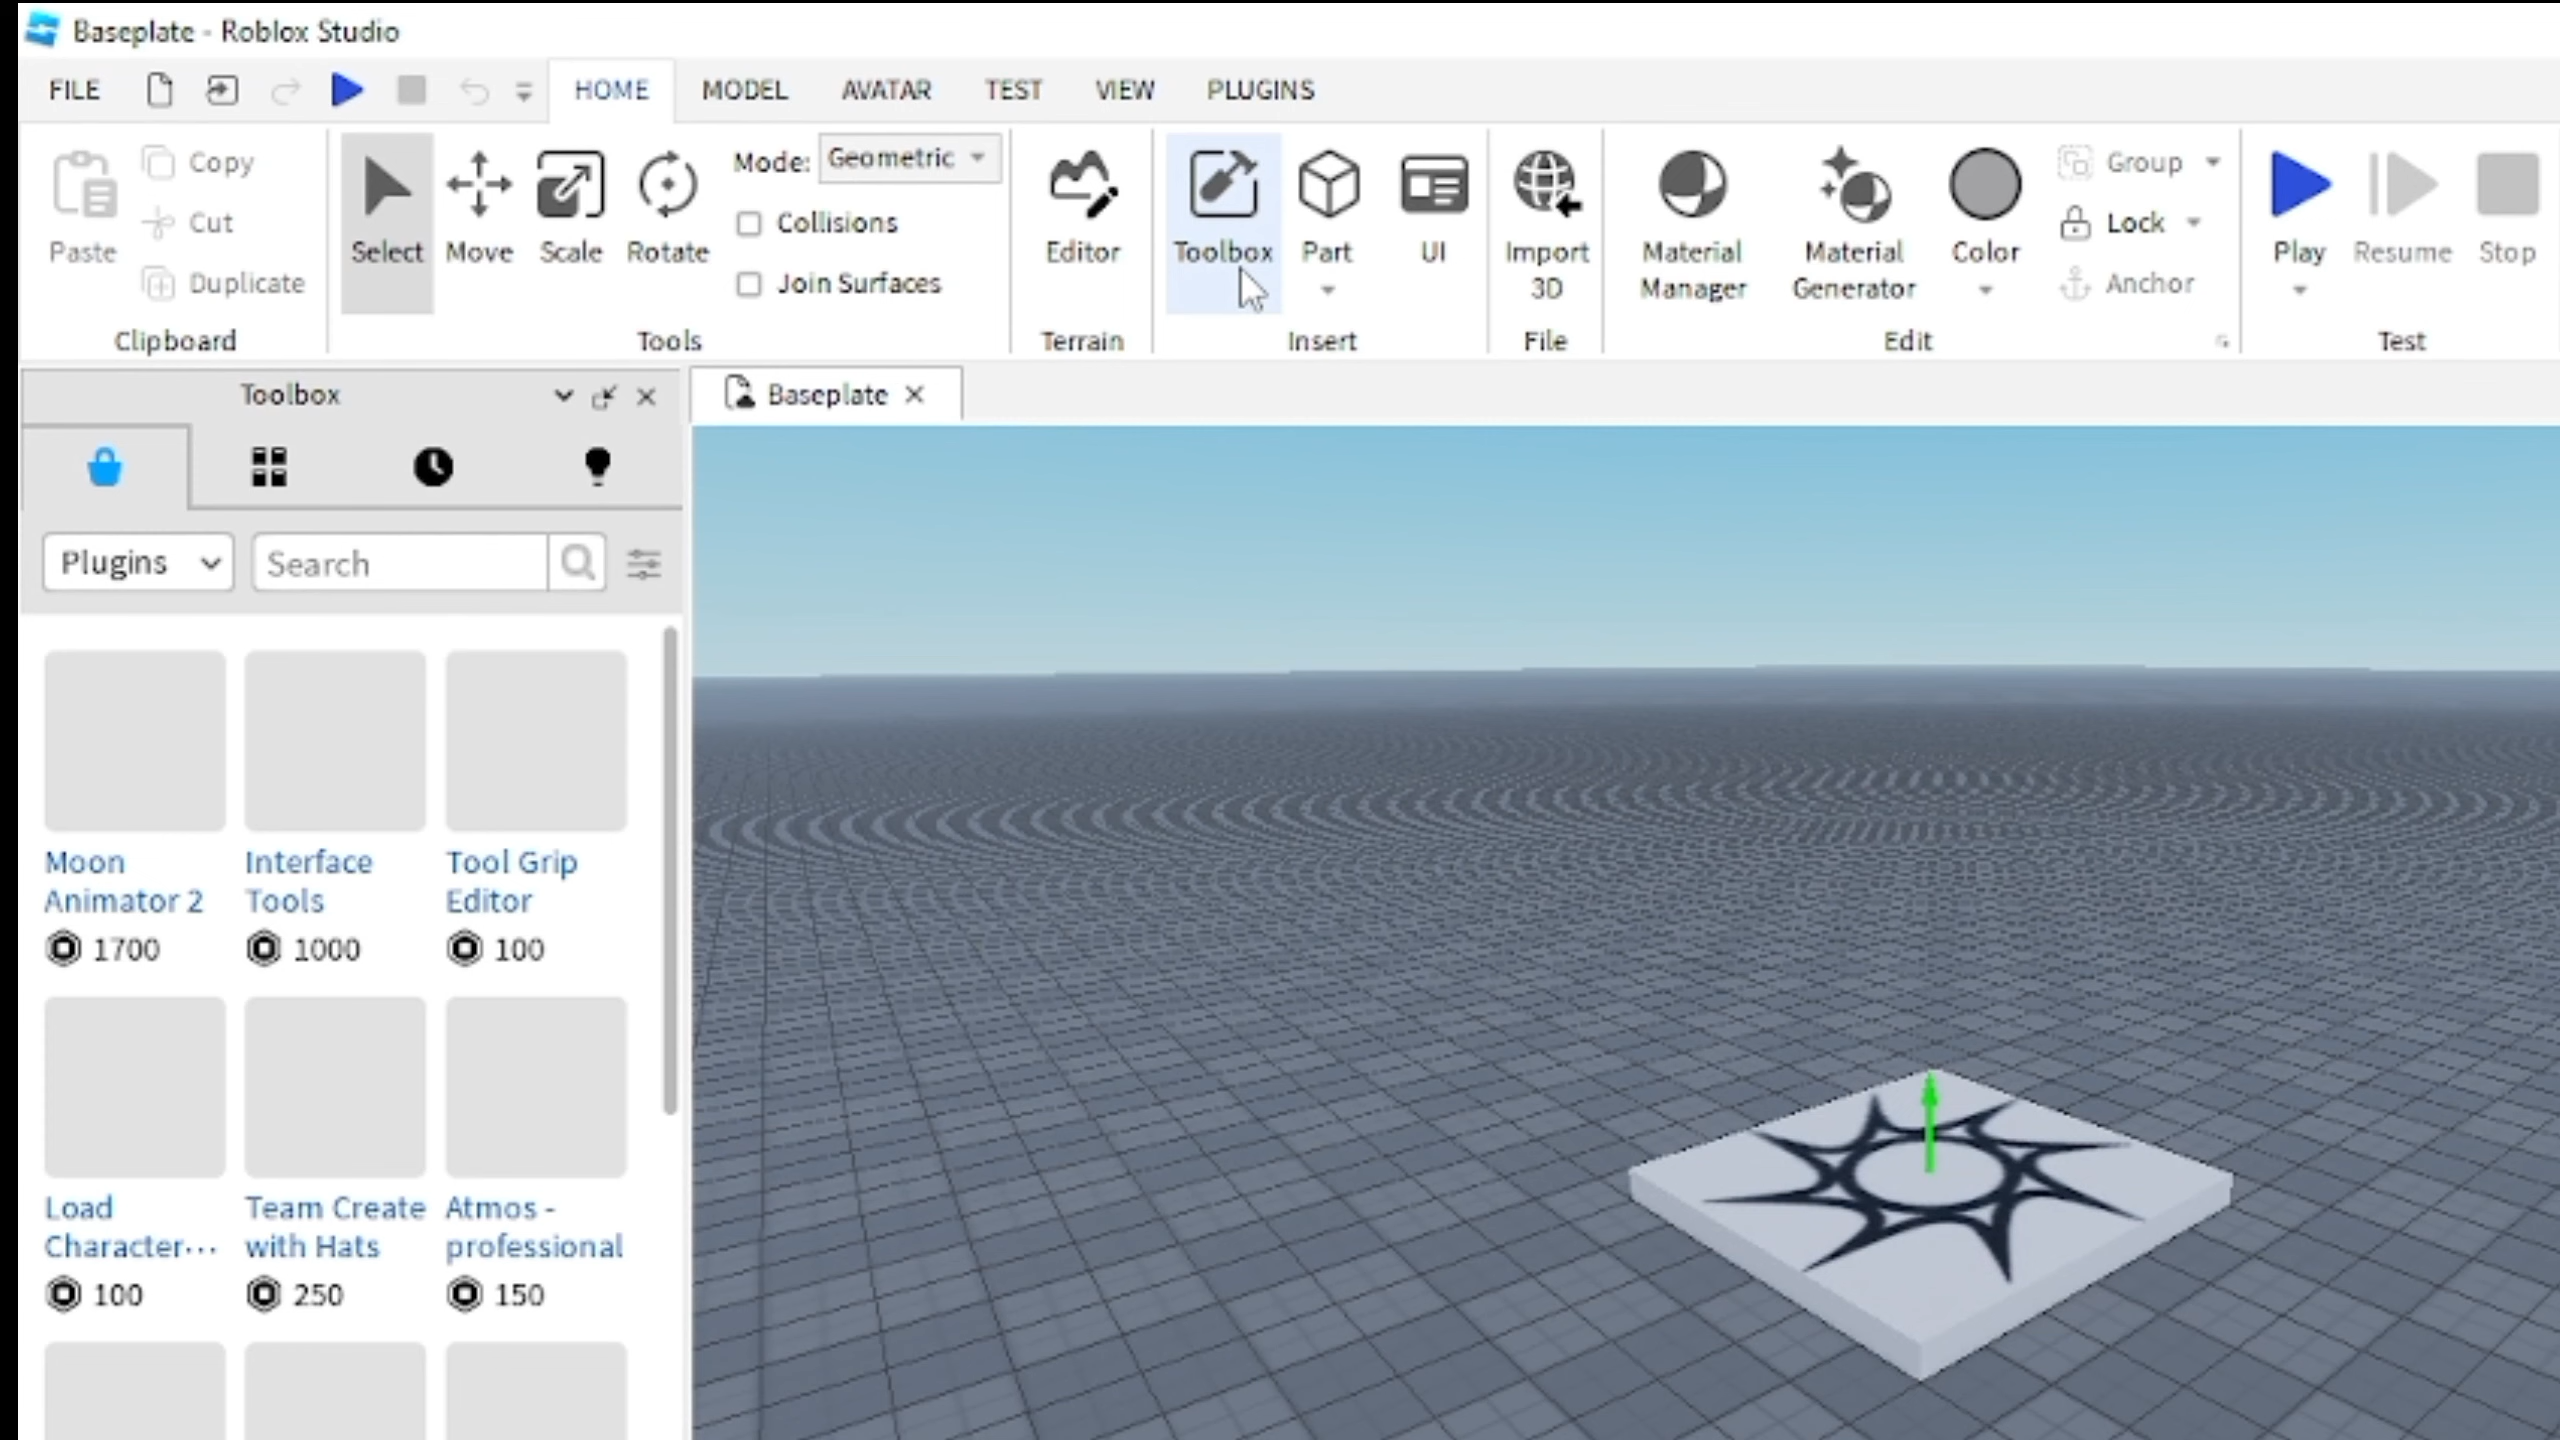 Baseplate - Roblox Studio
FILE HOME MODEL AVATAR TEST VIEW PLUGINS
Paste
Copy
Cut
Duplicate
Clipboard
Select Move Scale Rotate
Mode: Geometric
Collisions
Join Surfaces
Tools
Editor
Terrain
Toolbox Part UI
Insert
Import
3D
File
Material
Manager
Material
Generator
Color
Group
Lock
Anchor
Edit
Play Resume Stop
Test
Toolbox
Baseplate
Plugins Search
Moon
Animator 2
1700
Interface
Tools
1000
Tool Grip
Editor
100
Load
Character...
100
Team Create
with Hats
250
Atmos -
professional
150